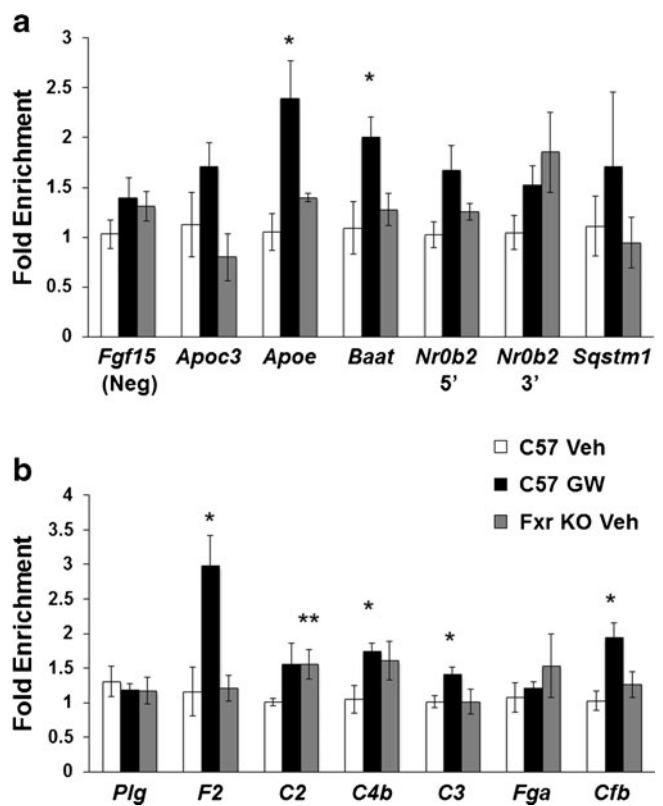 a
Fold Enrichment
3
2.5
2
1.5
1
0.5
0
*
*
Fgf15 Apoc3 Apoe Baat Nr0b2 Nr0b2 Sqstm1
(Neg) 5' 3'
C57 Veh
C57 GW
Fxr KO Veh
b
Fold Enrichment
4
3.5
3
2.5
2
1.5
1
0.5
0
*
**
*
*
*
Plg F2 C2 C4b C3 Fga Cfb